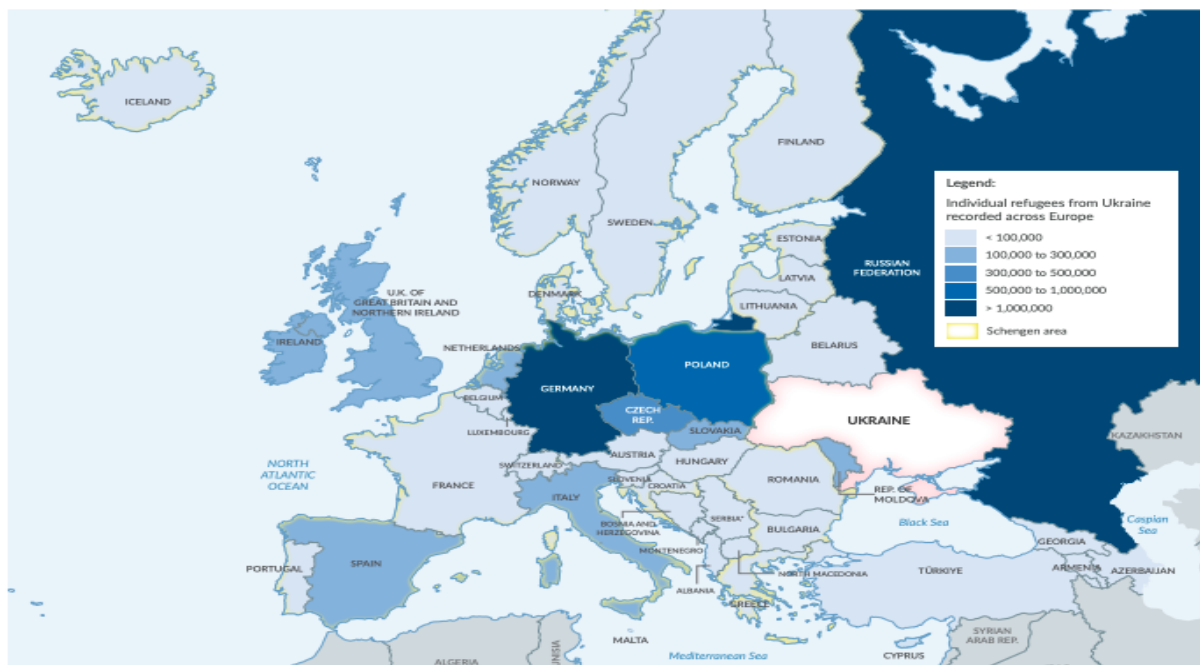 ICELAND
FINLAND
NORWAY
SWEDEN
ESTONIA
LATVIA
LITHUANIA
DENMARK
RUSSIAN
FEDERATION
Legend:
Individual refugees from Ukraine
recorded across Europe
< 100,000
100,000 to 300,000
300,000 to 500,000
500,000 to 1,000,000
> 1,000,000
Schengen area
U.K. OF
GREAT BRITAIN AND
NORTHERN IRELAND
IRELAND
NETHERLANDS
BELARUS
POLAND
GERMANY
BELGIUM
CZECH
REP.
UKRAINE
LUXEMBOURG
SLOVAKIA
KAZAKHSTAN
AUSTRIA
SWITZERLAND
HUNGARY
NORTH
ATLANTIC
OCEAN
FRANCE
SLOVENIA
CROATIA
ROMANIA
REP. OF
MOLDOVA
ITALY
BOSNIA AND
HERZEGOVINA
SERBIA*
Black Sea
Caspian
Sea
BULGARIA
MONTENEGRO
GEORGIA
PORTUGAL
SPAIN
NORTH MACEDONIA
TÜRKIYE
ARMENIA
AZERBAIJAN
ALBANIA
GREECE
MALTA
Mediterranean Sea
CYPRUS
SYRIAN
ARAB REP.
ALGERIA